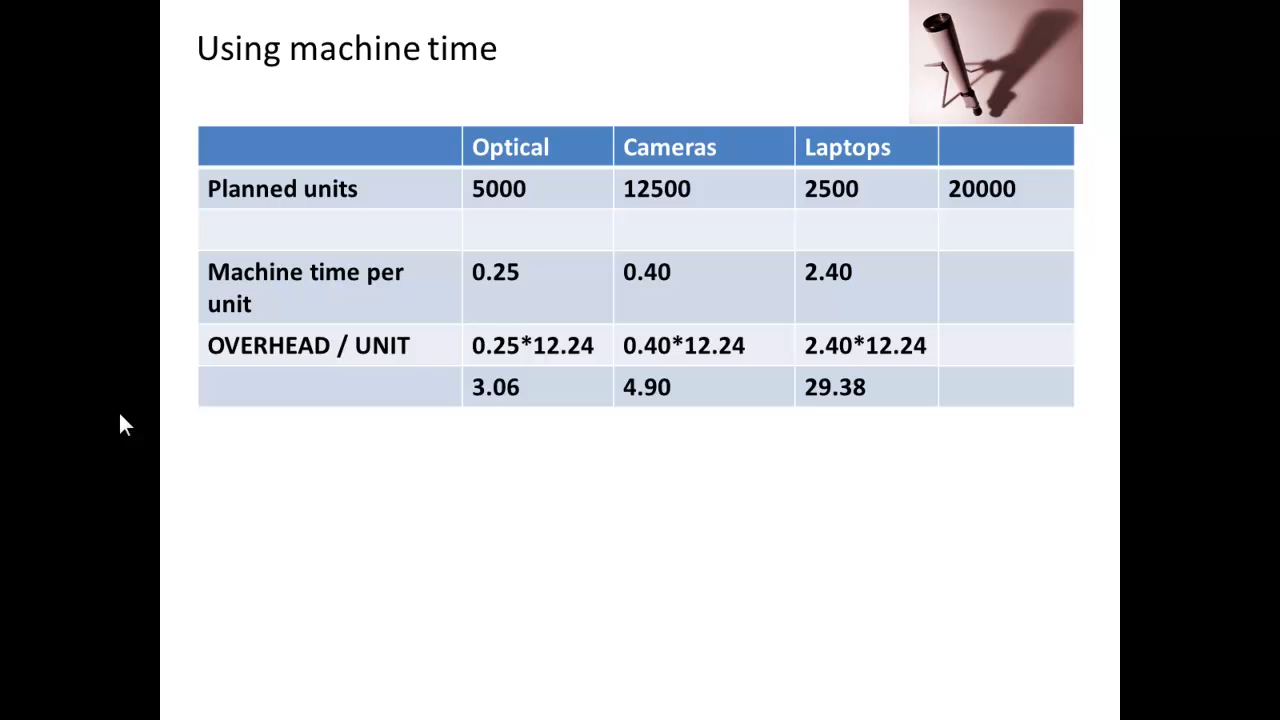 Using machine time
Optical Cameras Laptops
Planned units 5000 12500 2500 20000
Machine time per 0.25 0.40 2.40
unit
OVERHEAD / UNIT 0.25*12.24 0.40*12.24 2.40*12.24
3.06 4.90 29.38